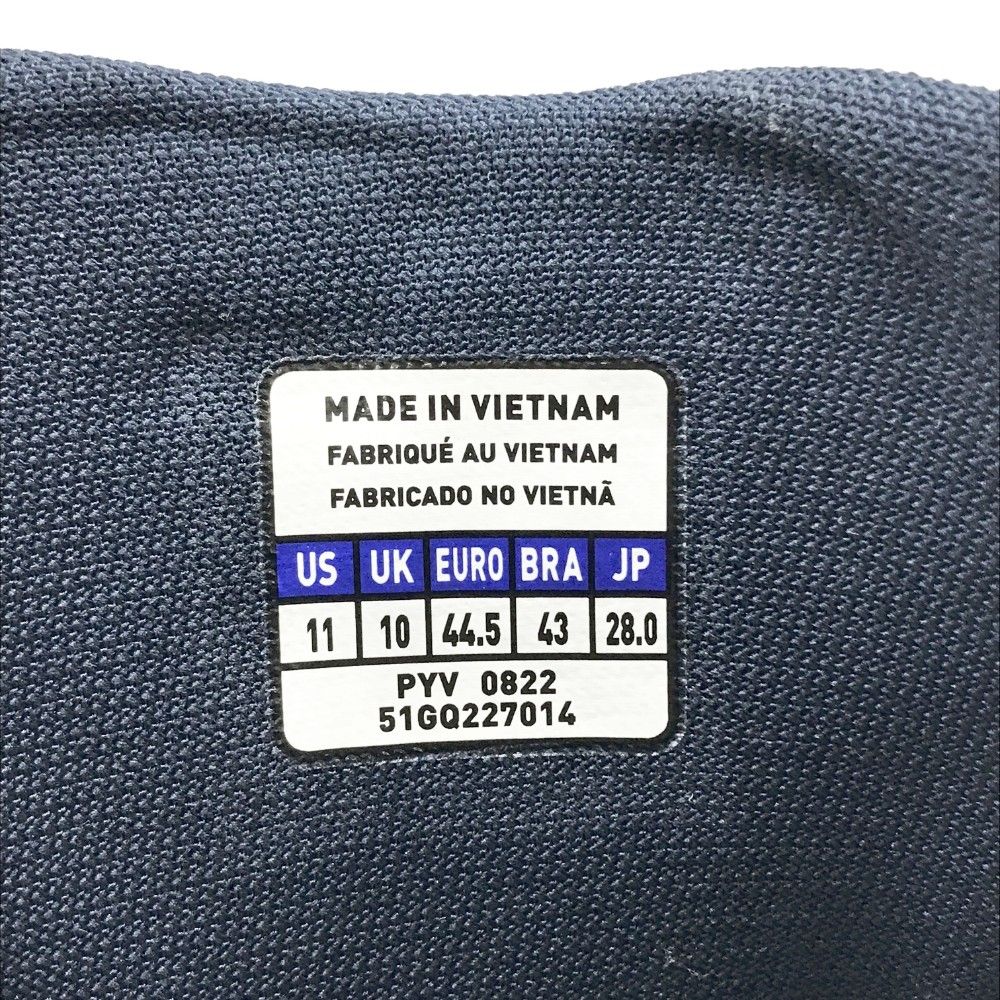 MADE IN VIETNAM
FABRIQUÉ AU VIETNAM
FABRICADO NO VIETNÃ
US UK EURO BRA JP
11 10 44.5 43 28.0
PYV 0822
51GQ227014